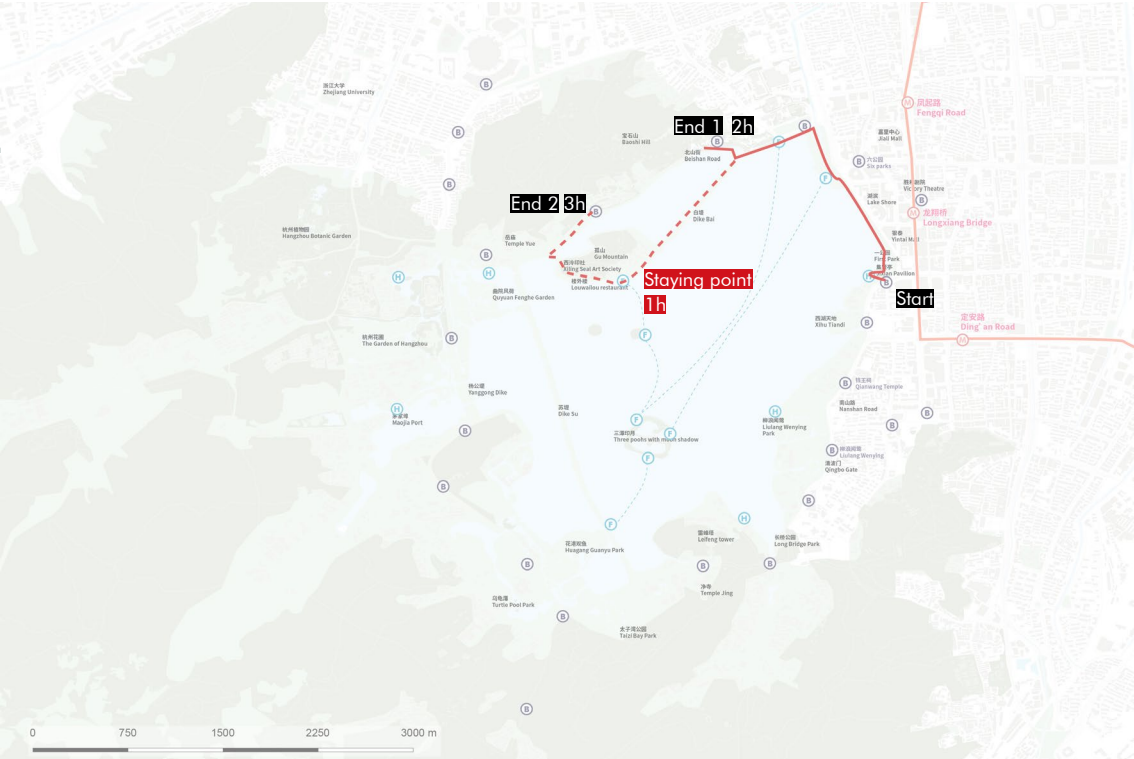 浙江大学
Zhejiang University
凤起路
Fengqi Road
End 1 2h
宝石山
Baoshi Hill
嘉里中心
Jiali Mall
北山街
Beishan Road
六公园
Six parks
胜利剧院
Victory Theatre
湖滨
Lake Shore
End 2 3h
龙翔桥
Longxiang Bridge
白堤
Dike Bai
杭州植物园
Hangzhou Botanic Garden
岳庙
Temple Yue
孤山
Gu Mountain
银泰
Yintai Mall
一公园
First Park
西泠印社
Xiling Seal Art Society
楼外楼
Louwailou restaurant
Staying point
1h
Pavilion
曲院风荷
Quyuan Fenghe Garden
Start
西湖天地
Xihu Tiandi
定安路
Ding' an Road
杭州花圃
The Garden of Hangzhou
杨公堤
Yanggong Dike
钱王祠
Qianwang Temple
苏堤
Dike Su
南山路
Nanshan Road
茅家埠
Maojia Port
柳浪闻莺
Liulang Wenying
Park
三潭印月
Three poohs with moon shadow
柳浪闻莺
Liulang Wenying
清波门
Qingbo Gate
雷峰塔
Leifeng tower
长桥公园
Long Bridge Park
花港观鱼
Huagang Guanyu Park
净寺
Temple Jing
乌龟潭
Turtle Pool Park
太子湾公园
Taizi Bay Park
0 750 1500 2250 3000 m
B
M
F
H